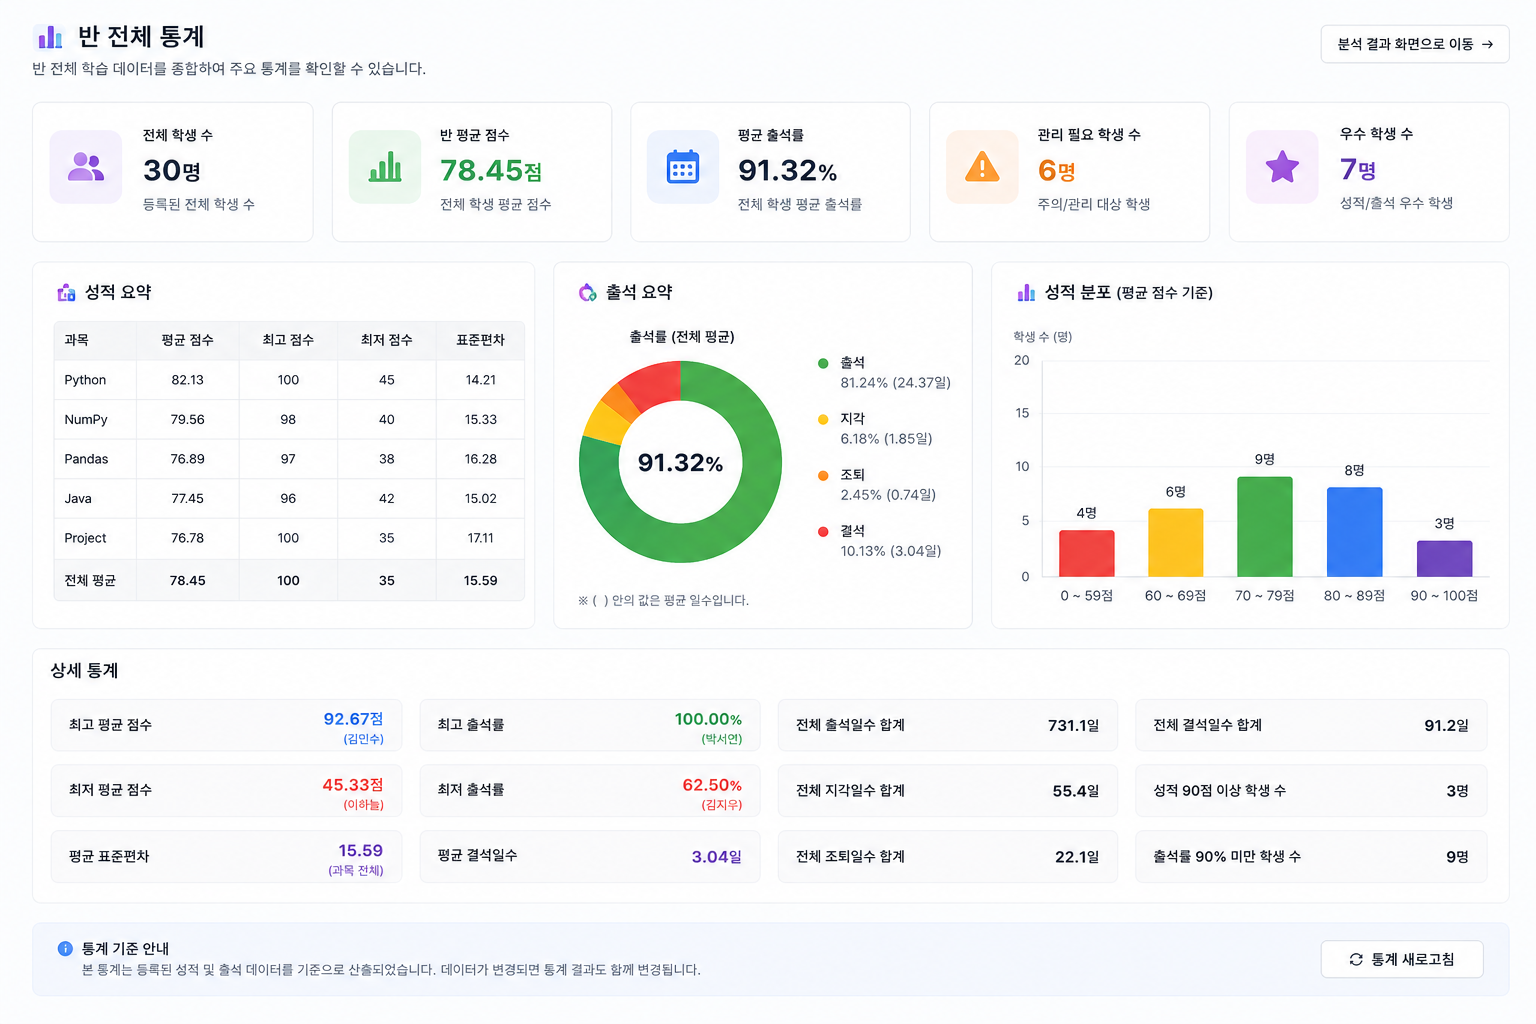 반 전체 통계
반 전체 학습 데이터를 종합하여 주요 통계를 확인할 수 있습니다.
분석 결과 화면으로 이동 →
전체 학생 수
30명
등록된 전체 학생 수
반 평균 점수
78.45점
전체 학생 평균 점수
평균 출석률
91.32%
전체 학생 평균 출석률
관리 필요 학생 수
6명
주의/관리 대상 학생
우수 학생 수
7명
성적/출석 우수 학생
성적 요약
과목 평균 점수 최고 점수 최저 점수 표준편차
Python 82.13 100 45 14.21
NumPy 79.56 98 40 15.33
Pandas 76.89 97 38 16.28
Java 77.45 96 42 15.02
Project 76.78 100 35 17.11
전체 평균 78.45 100 35 15.59
출석 요약
출석률 (전체 평균)
91.32%
출석
81.24% (24.37일)
지각
6.18% (1.85일)
조퇴
2.45% (0.74일)
결석
10.13% (3.04일)
※ ( ) 안의 값은 평균 일수입니다.
성적 분포 (평균 점수 기준)
학생 수 (명)
20
15
10
5
0
4명
6명
9명
8명
3명
0 ~ 59점 60 ~ 69점 70 ~ 79점 80 ~ 89점 90 ~ 100점
상세 통계
최고 평균 점수 92.67점
(김민수)
최고 출석률 100.00%
(박서연)
전체 출석일수 합계 731.1일
전체 결석일수 합계 91.2일
최저 평균 점수 45.33점
(이하늘)
최저 출석률 62.50%
(김지우)
전체 지각일수 합계 55.4일
성적 90점 이상 학생 수 3명
평균 표준편차 15.59
(과목 전체)
평균 결석일수 3.04일
전체 조퇴일수 합계 22.1일
출석률 90% 미만 학생 수 9명
통계 기준 안내
본 통계는 등록된 성적 및 출석 데이터를 기준으로 산출되었습니다. 데이터가 변경되면 통계 결과도 함께 변경됩니다.
통계 새로고침